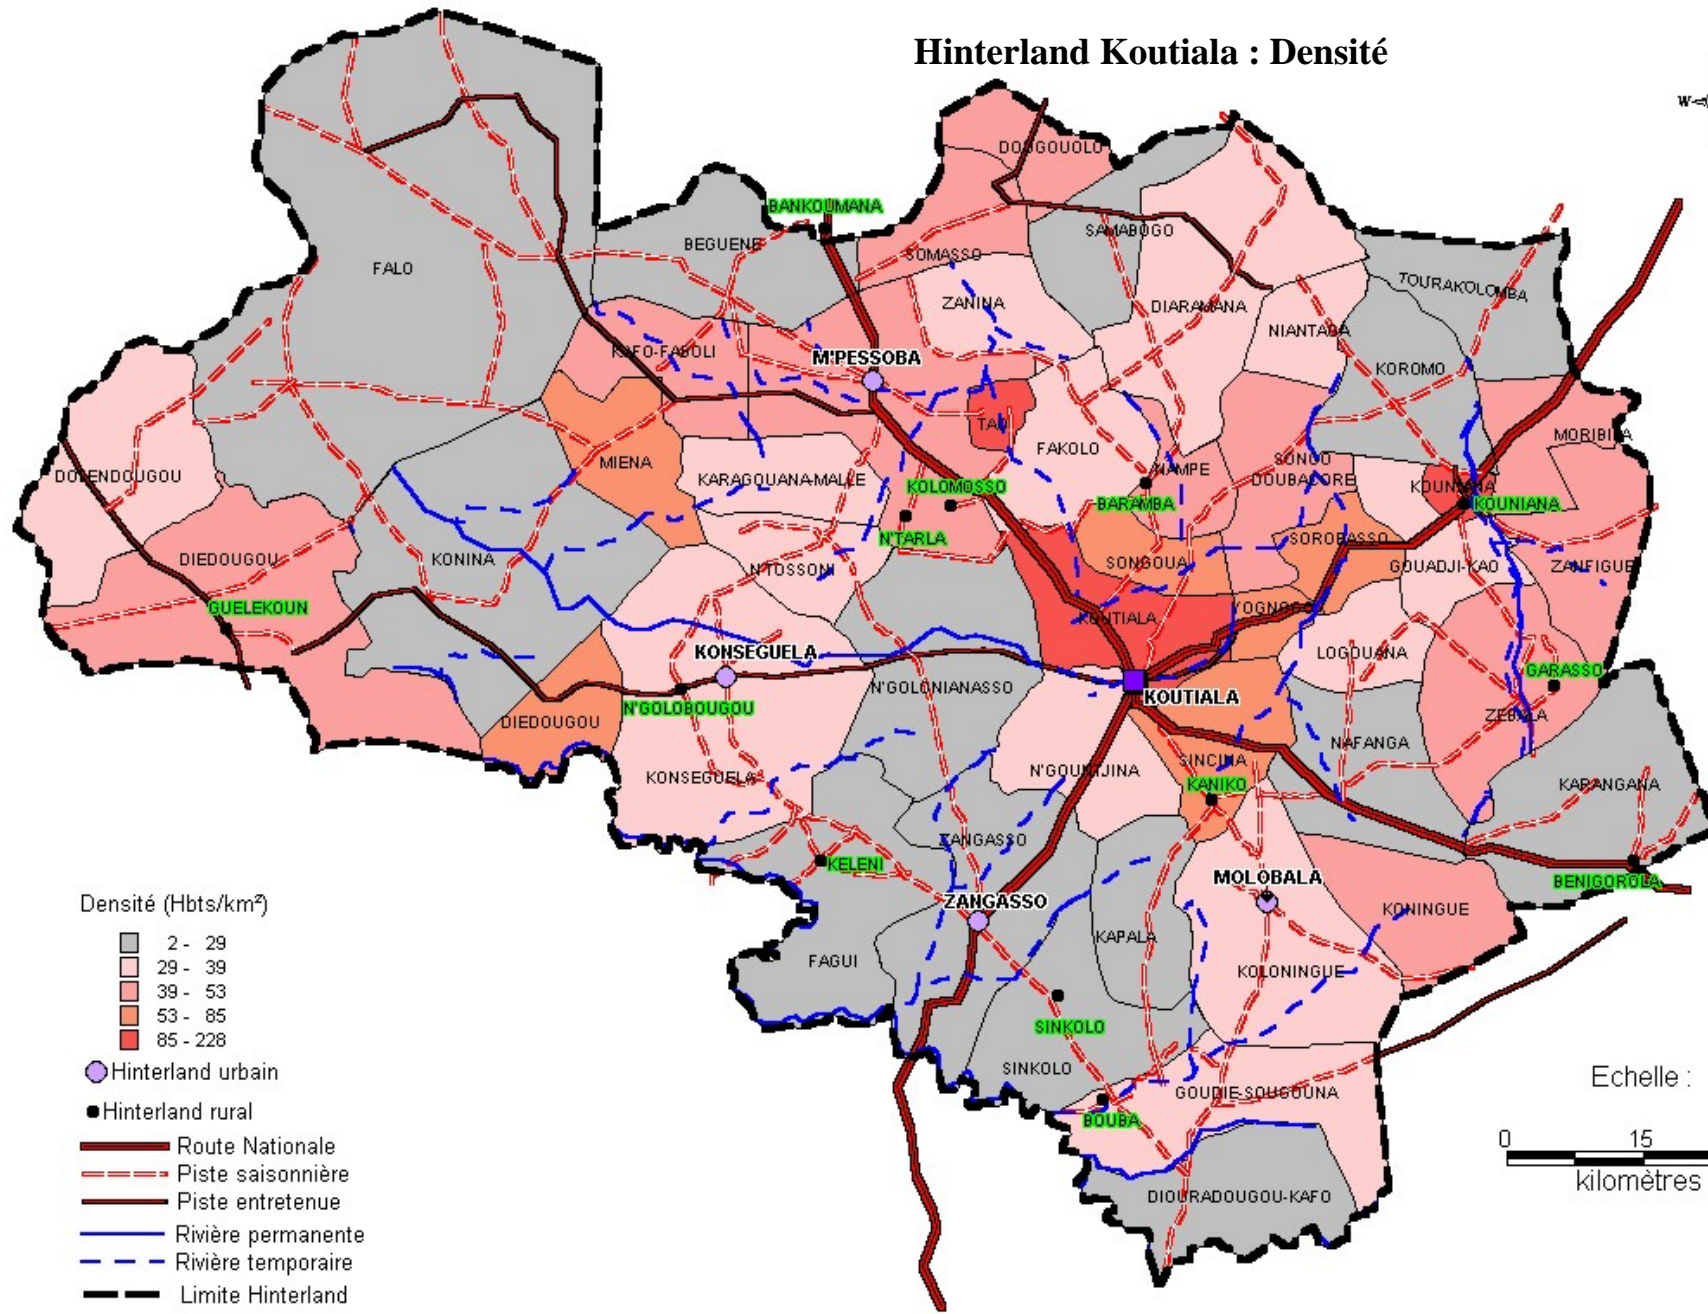 Hinterland Koutiala : Densité
W
DOUGOUOLO
BANKOUMANA
SAMABOGO
BEGUENE
SOMASSO
FALO
TOURAKOLOMBA
ZANINA
DIARAMANA
NIANTAGA
KAFO-FABOLI
M'PESSOBA
KOROMO
TAO
MORIBILA
FAKOLO
MIENA
SONGO
DOUBACORE
NAMPE
DOLENDOUGOU
KARAGOUANA-MALLE
KOLOMOSSO
KOUNIANA
BARAMBA
KOUNIANA
N'TARLA
SOROBASSO
DIEDOUGOU
KONINA
N'TOSSONI
SONGOUA
GOUADJI-KAO
ZANFIGUE
GUELEKOUN
YOGNOGO
KOUTIALA
KONSEGUELA
LOGOUANA
GARASSO
N'GOLONIANASSO
KOUTIALA
N'GOLOBOUGOU
DIEDOUGOU
ZEBALA
NAFANGA
SINCINA
KONSEGUELA
N'GOUNTJINA
KANIKO
KARANGANA
ZANGASSO
KELENI
MOLOBALA
BENIGOROLA
ZANGASSO
KONINGUE
KAPALA
FAGUI
KOLONINGUE
SINKOLO
SINKOLO
GOUDIE-SOUGOUNA
BOUBA
DIOURADOUGOU-KAFO
Densité (Hbts/km²)
2 - 29
29 - 39
39 - 53
53 - 85
85 - 228
Hinterland urbain
Hinterland rural
Route Nationale
Piste saisonnière
Piste entretenue
Rivière permanente
Rivière temporaire
Limite Hinterland
Echelle :
0 15
kilomètres